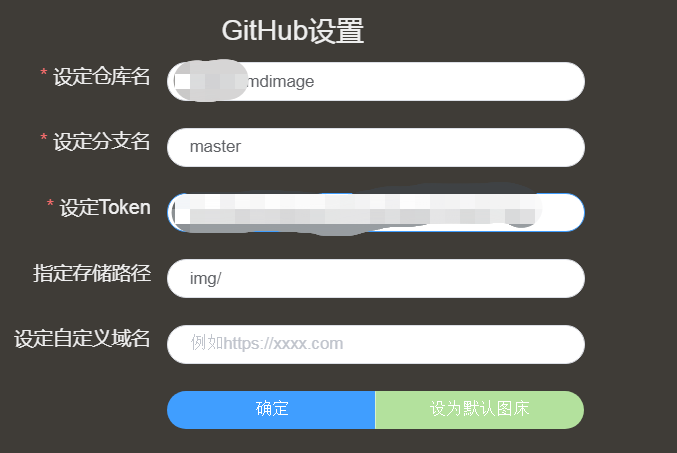 GitHub设置
* 设定仓库名
mdimage
* 设定分支名
master
* 设定Token
指定存储路径
img/
设定自定义域名
例如https://xxxx.com
确定
设为默认图床